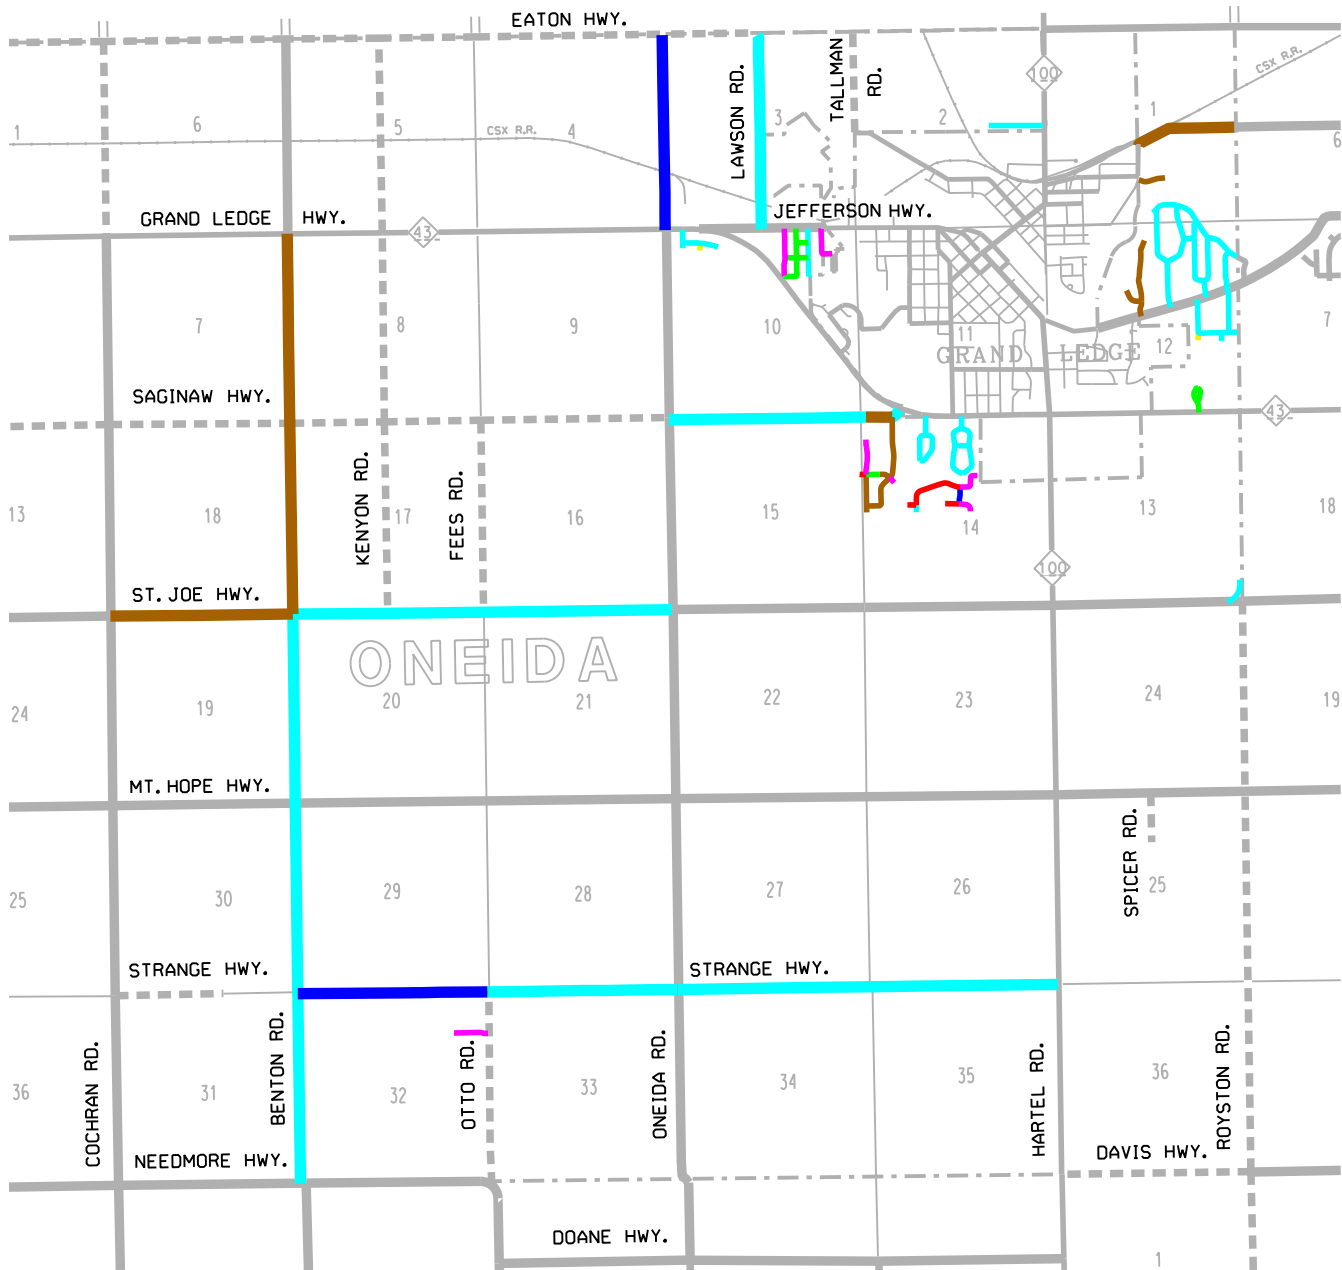 EATON HWY.
TALLMAN RD.
LAWSON RD.
100
CSX R.R.
1
6
5
CSX R.R.
4
3
2
1
6
GRAND LEDGE HWY.
43
JEFFERSON HWY.
7
8
9
10
11
12
7
GRAND LEDGE
SAGINAW HWY.
43
KENYON RD.
FEES RD.
13
18
17
16
15
14
13
18
100
ST. JOE HWY.
ONEIDA
24
19
20
21
22
23
24
19
MT. HOPE HWY.
SPICER RD.
25
30
29
28
27
26
25
STRANGE HWY.
STRANGE HWY.
COCHRAN RD.
BENTON RD.
OTTO RD.
ONEIDA RD.
HARTEL RD.
ROYSTON RD.
36
31
32
33
34
35
36
NEEDMORE HWY.
DAVIS HWY.
DOANE HWY.
1